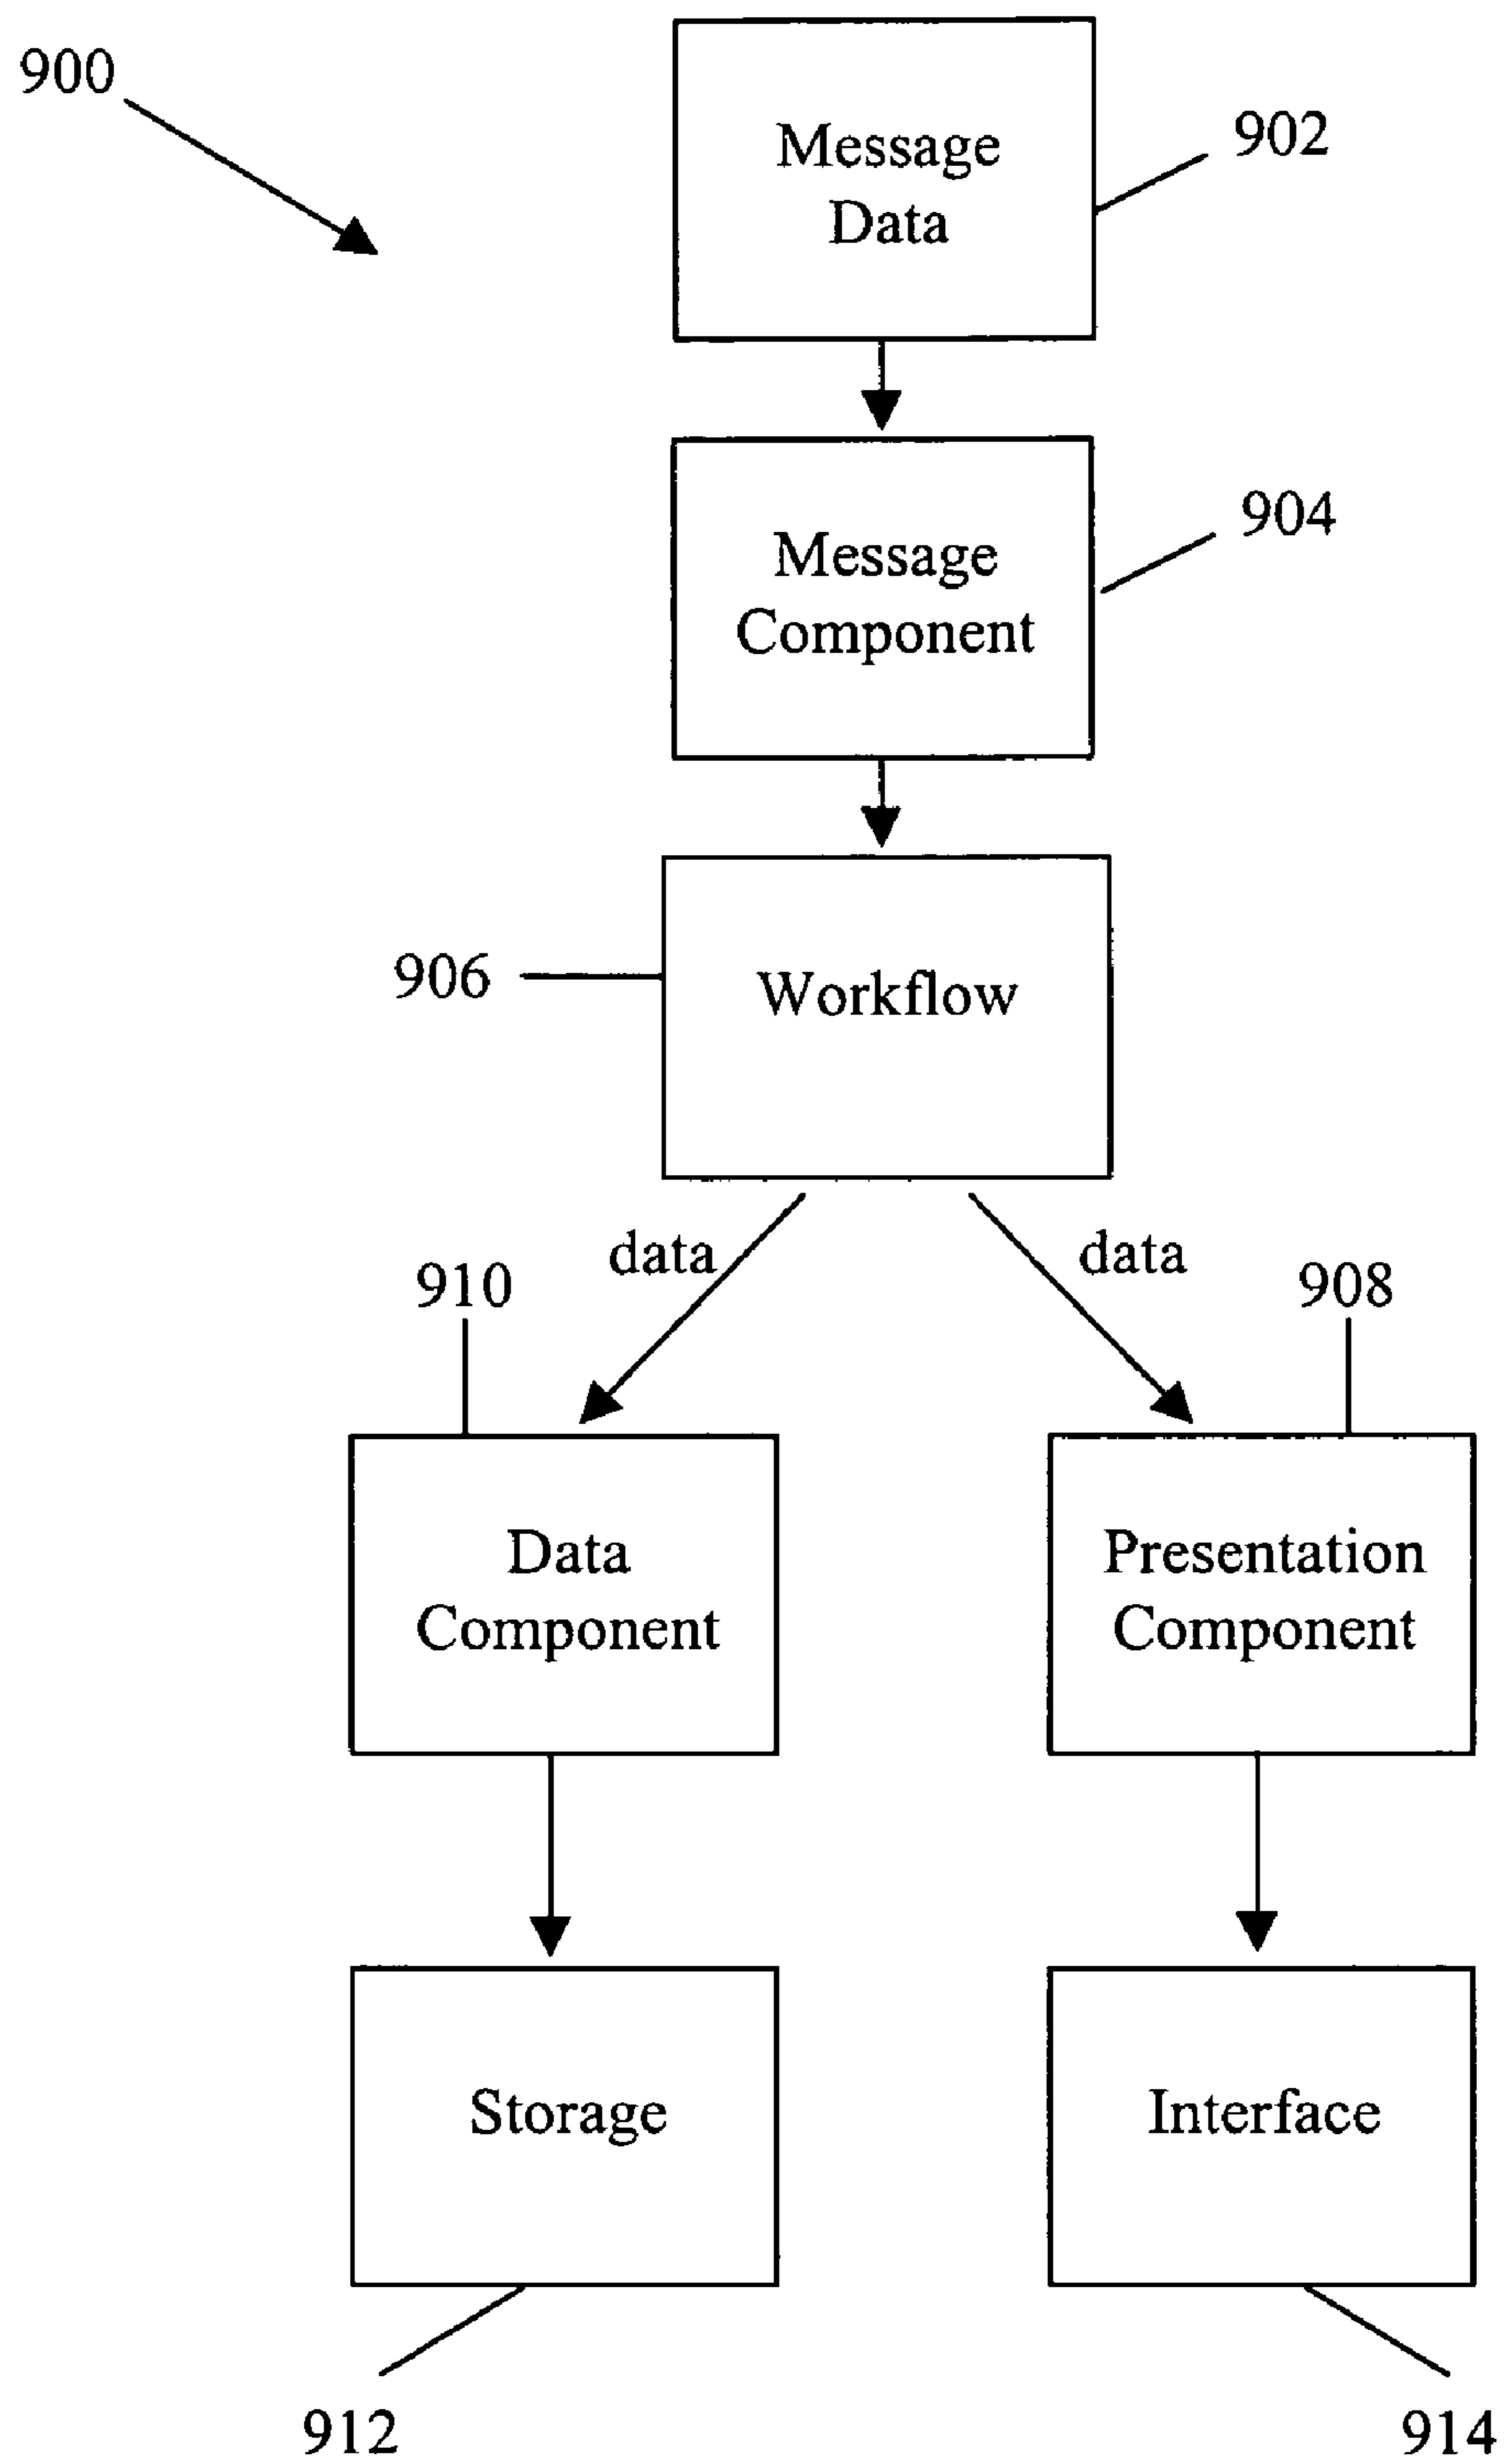 900
Message
Data
902
Message
Component
904
906
Workflow
data
data
910
908
Data
Component
Presentation
Component
Storage
Interface
912
914